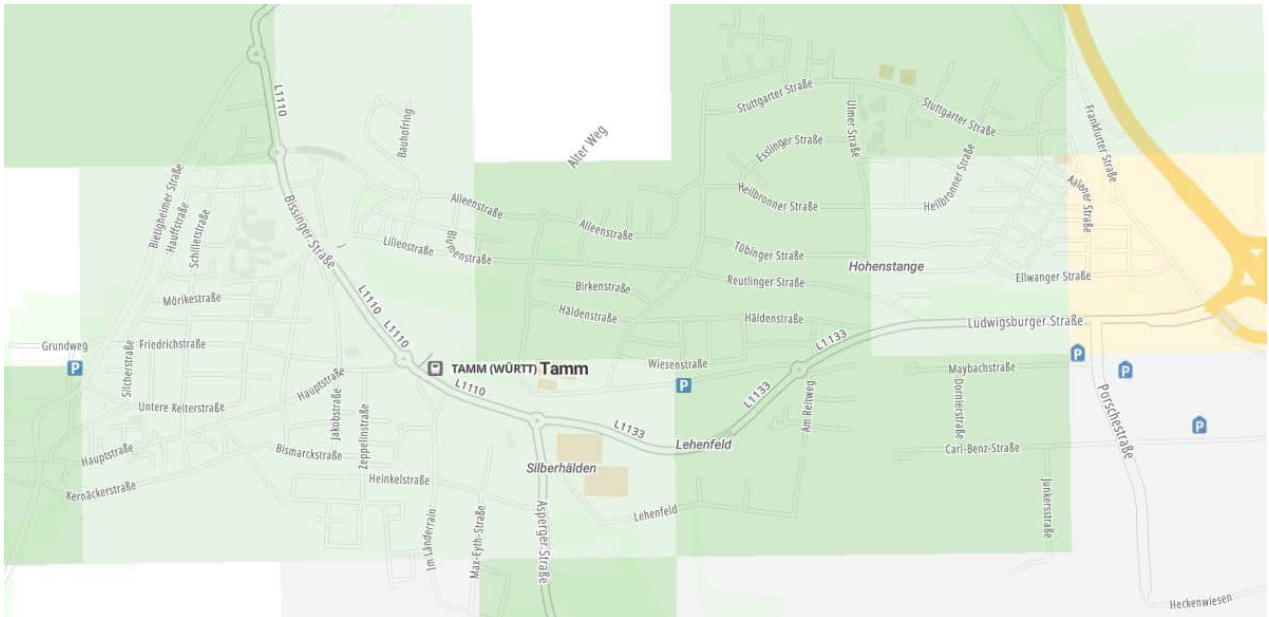 L1110
Stuttgarter Straße
Ulmer Straße
Stuttgarter Straße
Frankfurter Straße
Bauhofring
Alter Weg
Esslinger Straße
Heilbronner Straße
Heilbronner Straße
Aalener Straße
Bietigheimer Straße
Hauffstraße
Schillerstraße
Bissinger Straße
Alleenstraße
Alleenstraße
Lilienstraße
Blumenstraße
Tübinger Straße
Hohenstange
Reutlinger Straße
Ellwanger Straße
Birkenstraße
Mörikestraße
L1110
Häldenstraße
Häldenstraße
Ludwigsburger Straße
L1110
L1133
Grundweg
Friedrichstraße
P
Silcherstraße
TAMM (WÜRTT) Tamm
Wiesenstraße
P
P
P
Maybachstraße
Hauptstraße
L1110
L1133
Am Reitweg
Dornierstraße
Porschestraße
Untere Kelterstraße
Jakobstraße
Zeppelinstraße
L1133
P
Hauptstraße
Bismarckstraße
Lehenfeld
Carl-Benz-Straße
Silberhälden
Kernäckerstraße
Heinkelstraße
Junkersstraße
Lehenfeld
Im Länderrain
Max-Eyth-Straße
Asperger Straße
Heckenwiesen